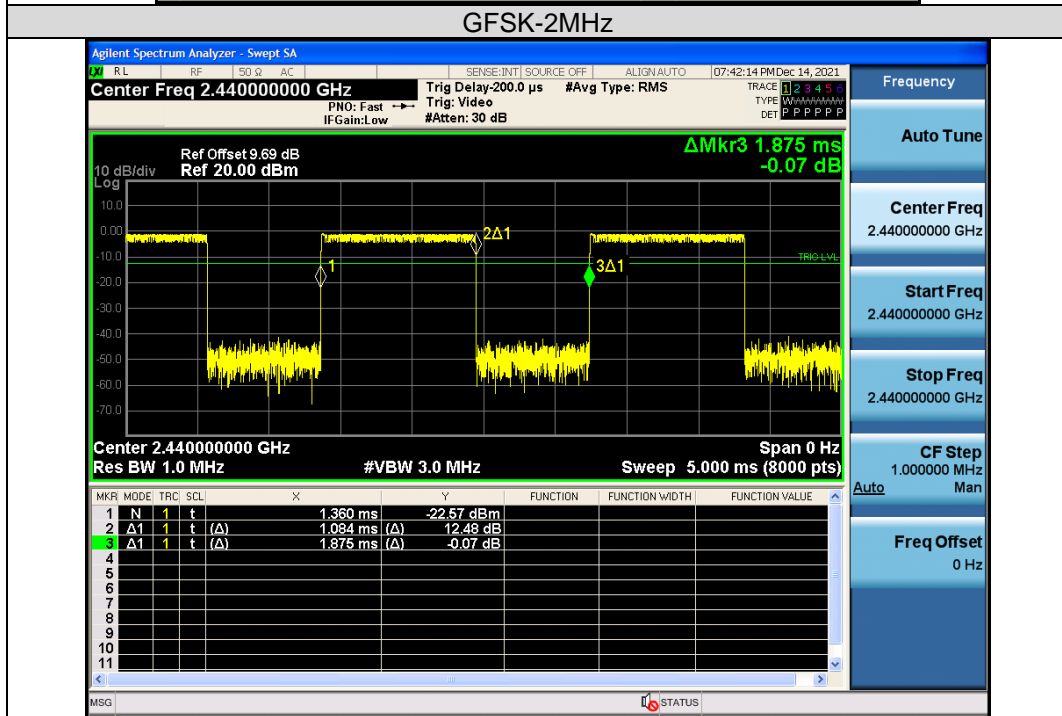 GFSK-2MHz
Agilent Spectrum Analyzer - Swept SA
LXI RL RF 50 Ω AC SENSE:INT SOURCE OFF ALIGN AUTO 07:42:14 PM Dec 14, 2021
Center Freq 2.440000000 GHz
PNO: Fast
IFGain:Low
Trig Delay-200.0 µs
Trig: Video
#Atten: 30 dB
#Avg Type: RMS
TRACE 1 2 3 4 5 6
TYPE WWWWWW
DET P P P P P P
Frequency
Auto Tune
Center Freq
2.440000000 GHz
Start Freq
2.440000000 GHz
Stop Freq
2.440000000 GHz
CF Step
1.000000 MHz
Auto Man
Freq Offset
0 Hz
ΔMkr3 1.875 ms
-0.07 dB
Ref Offset 9.69 dB
10 dB/div Ref 20.00 dBm
Log
10.0
0.00
-10.0
-20.0
-30.0
-40.0
-50.0
-60.0
-70.0
1
2Δ1
3Δ1
TRIG LVL
Center 2.440000000 GHz Span 0 Hz
Res BW 1.0 MHz #VBW 3.0 MHz Sweep 5.000 ms (8000 pts)
MKR MODE TRC SCL X Y FUNCTION FUNCTION WIDTH FUNCTION VALUE
1 N 1 t 1.360 ms -22.57 dBm
2 Δ1 1 t (Δ) 1.084 ms (Δ) 12.48 dB
3 Δ1 1 t (Δ) 1.875 ms (Δ) -0.07 dB
4
5
6
7
8
9
10
11
MSG STATUS